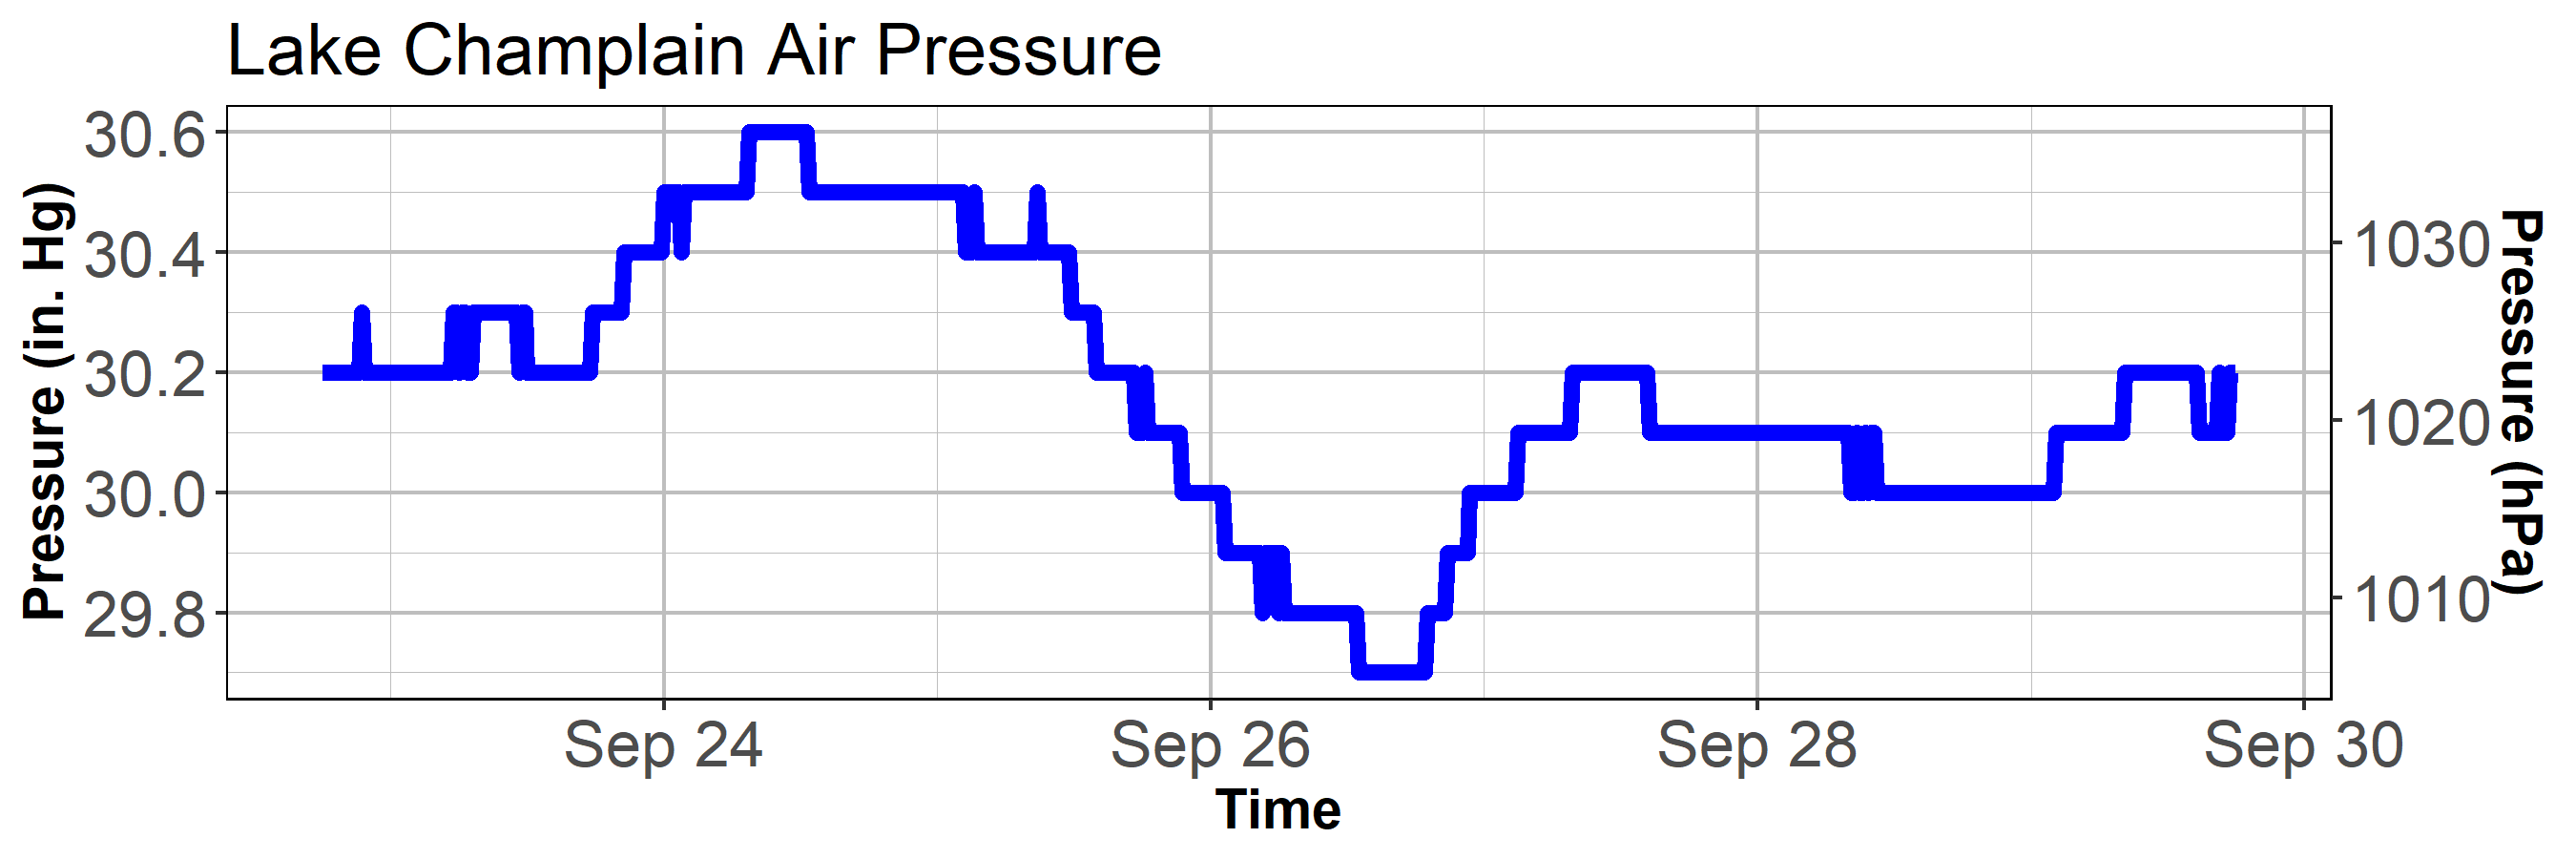 Lake Champlain Air Pressure
Pressure (in. Hg)
30.6
30.4
30.2
30.0
29.8
1030
1020
1010
Pressure (hPa)
Sep 24 Sep 26 Sep 28 Sep 30
Time